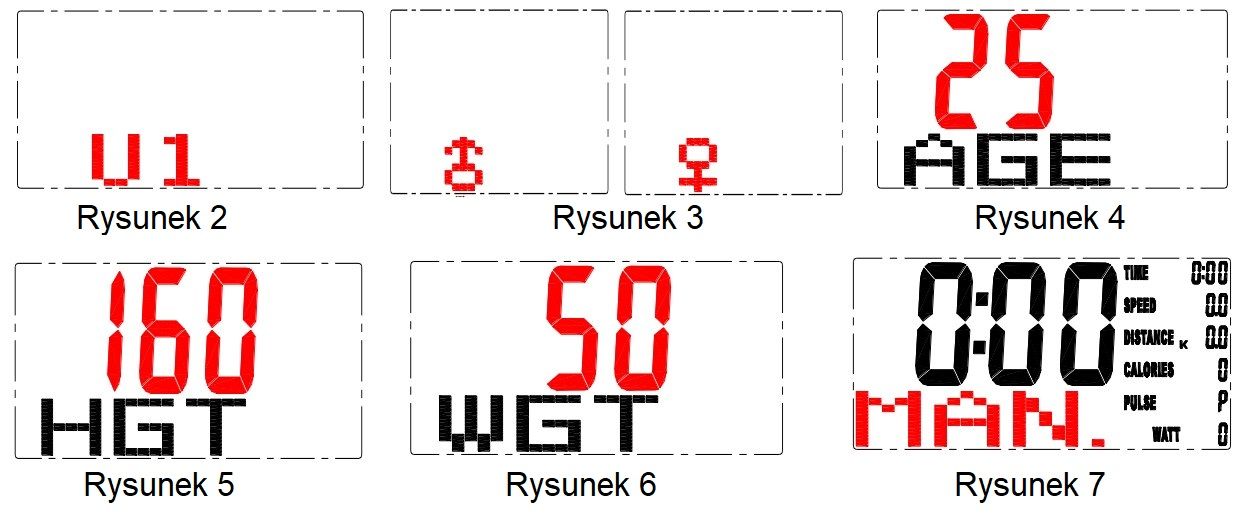 U1
Rysunek 2
♂
♀
Rysunek 3
25
AGE
Rysunek 4
160
HGT
Rysunek 5
50
WGT
Rysunek 6
0:00
MAN.
TIME 0:00
SPEED 0.0
DISTANCE K 0.0
CALORIES 0
PULSE P
WATT 0
Rysunek 7